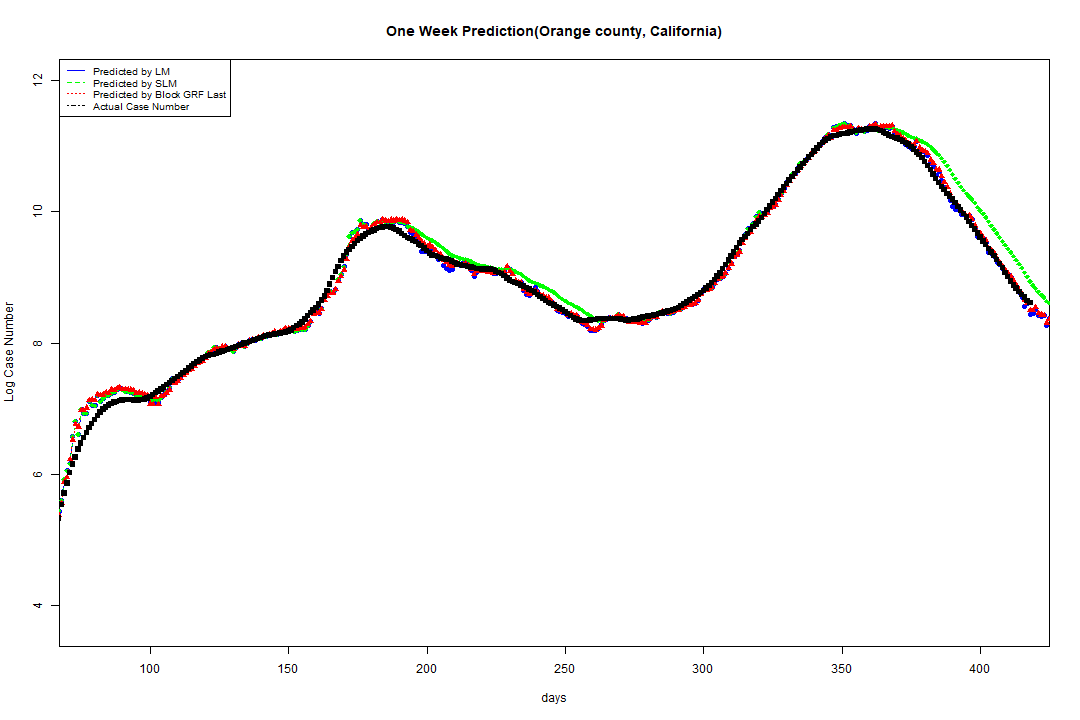 One Week Prediction(Orange county, California)
Predicted by LM
Predicted by SLM
Predicted by Block GRF Last
Actual Case Number
12
10
8
6
4
Log Case Number
100 150 200 250 300 350 400
days